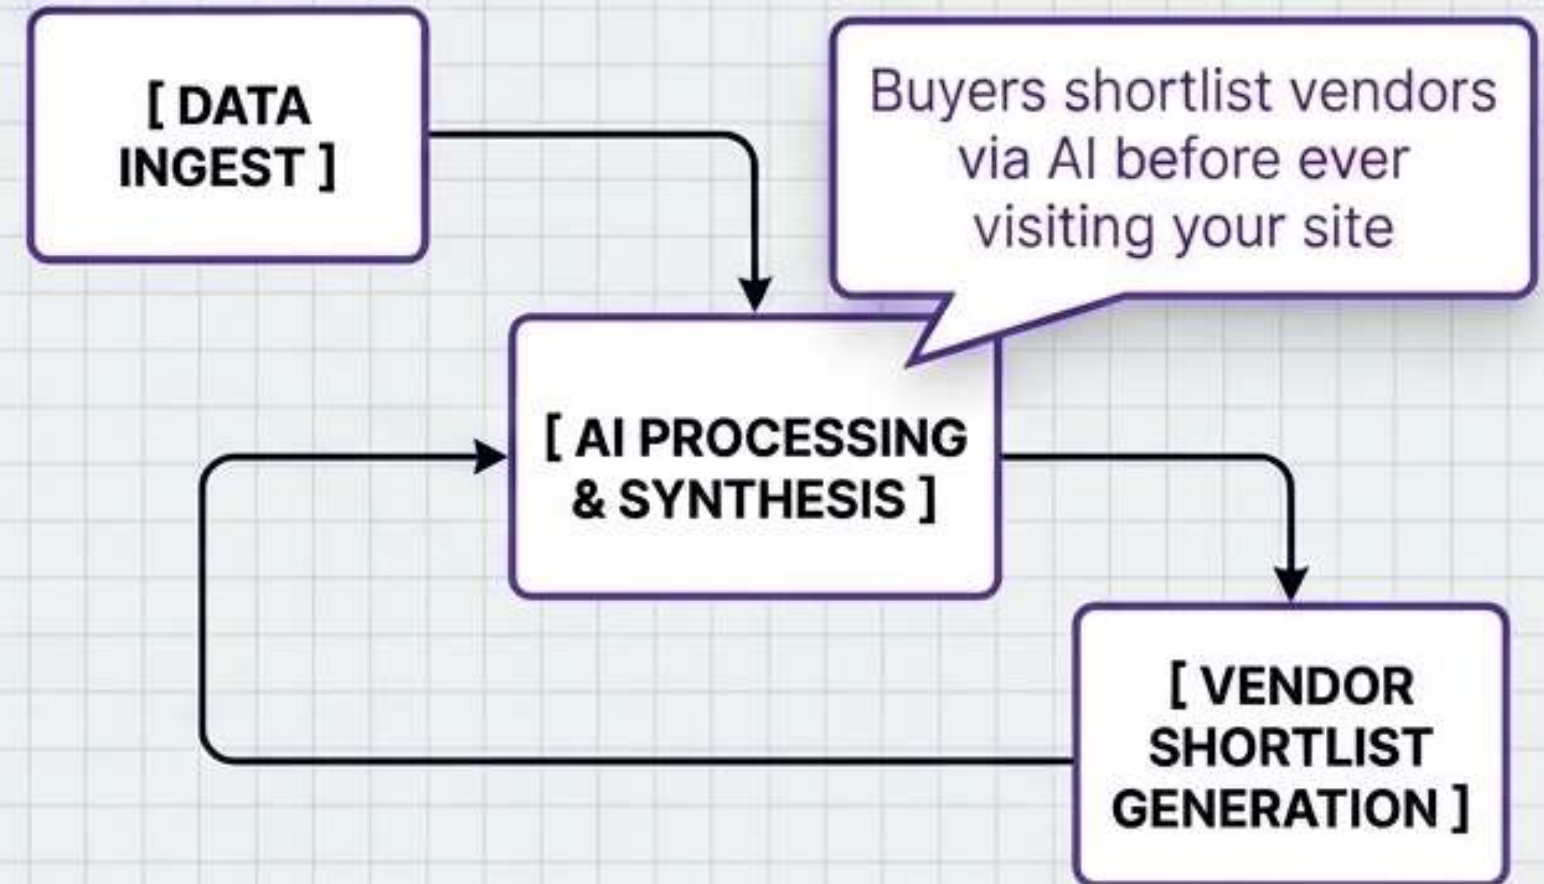 [ DATA
INGEST ]
Buyers shortlist vendors
via AI before ever
visiting your site
[ AI PROCESSING
& SYNTHESIS ]
[ VENDOR
SHORTLIST
GENERATION ]